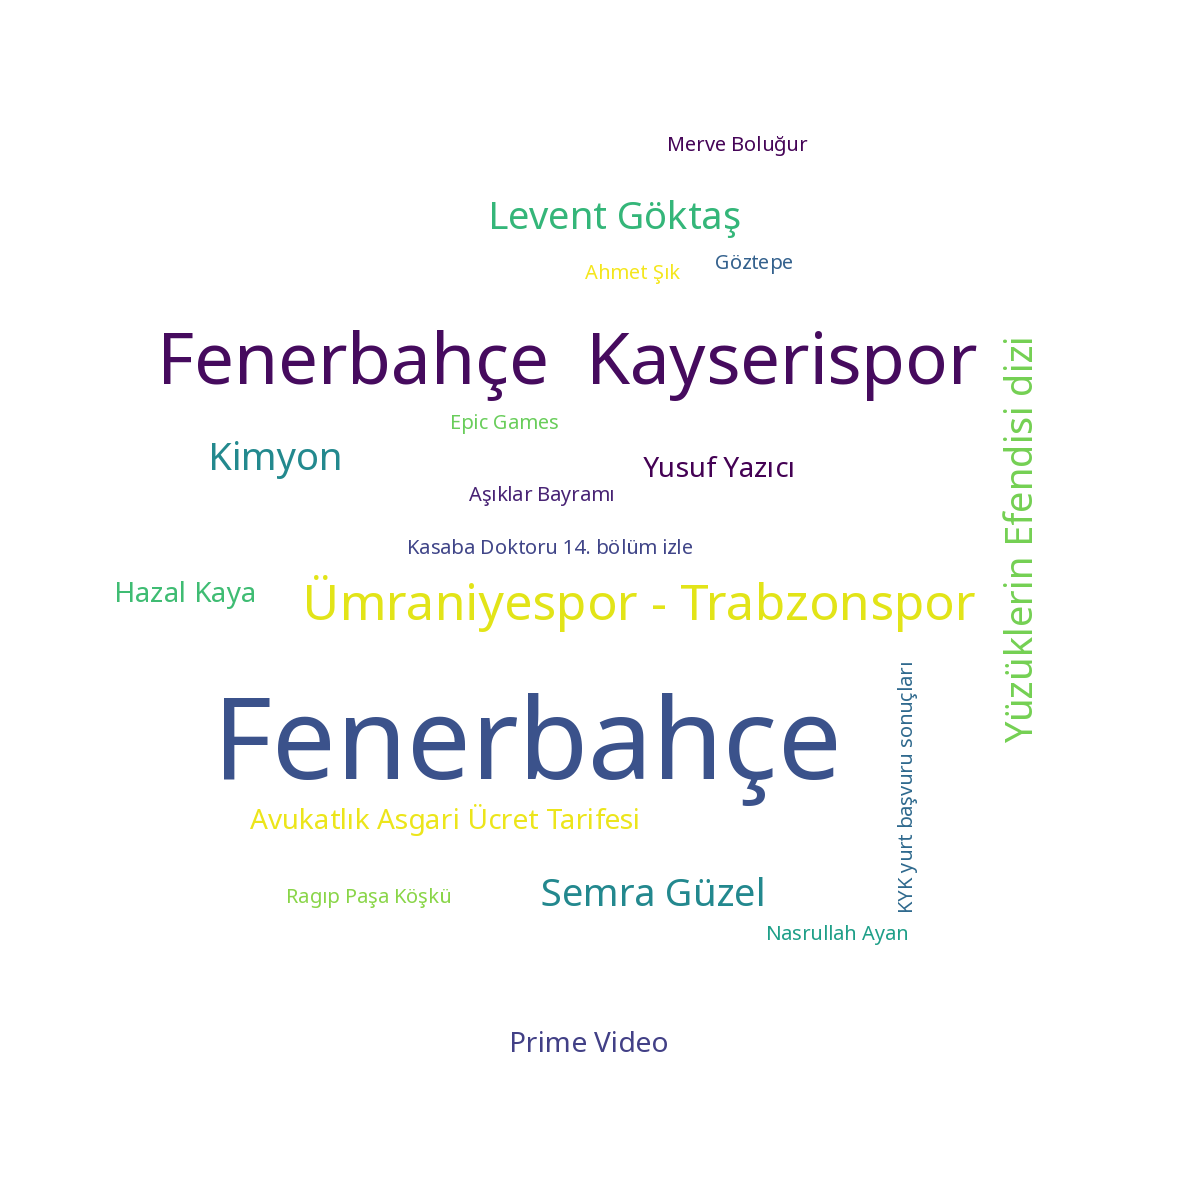 Merve Boluğur
Levent Göktaş
Ahmet Şık
Göztepe
Fenerbahçe Kayserispor
Yüzüklerin Efendisi dizi
Epic Games
Kimyon
Yusuf Yazıcı
Aşıklar Bayramı
Kasaba Doktoru 14. bölüm izle
Hazal Kaya
Ümraniyespor - Trabzonspor
Fenerbahçe
KYK yurt başvuru sonuçları
Avukatlık Asgari Ücret Tarifesi
Ragıp Paşa Köşkü
Semra Güzel
Nasrullah Ayan
Prime Video